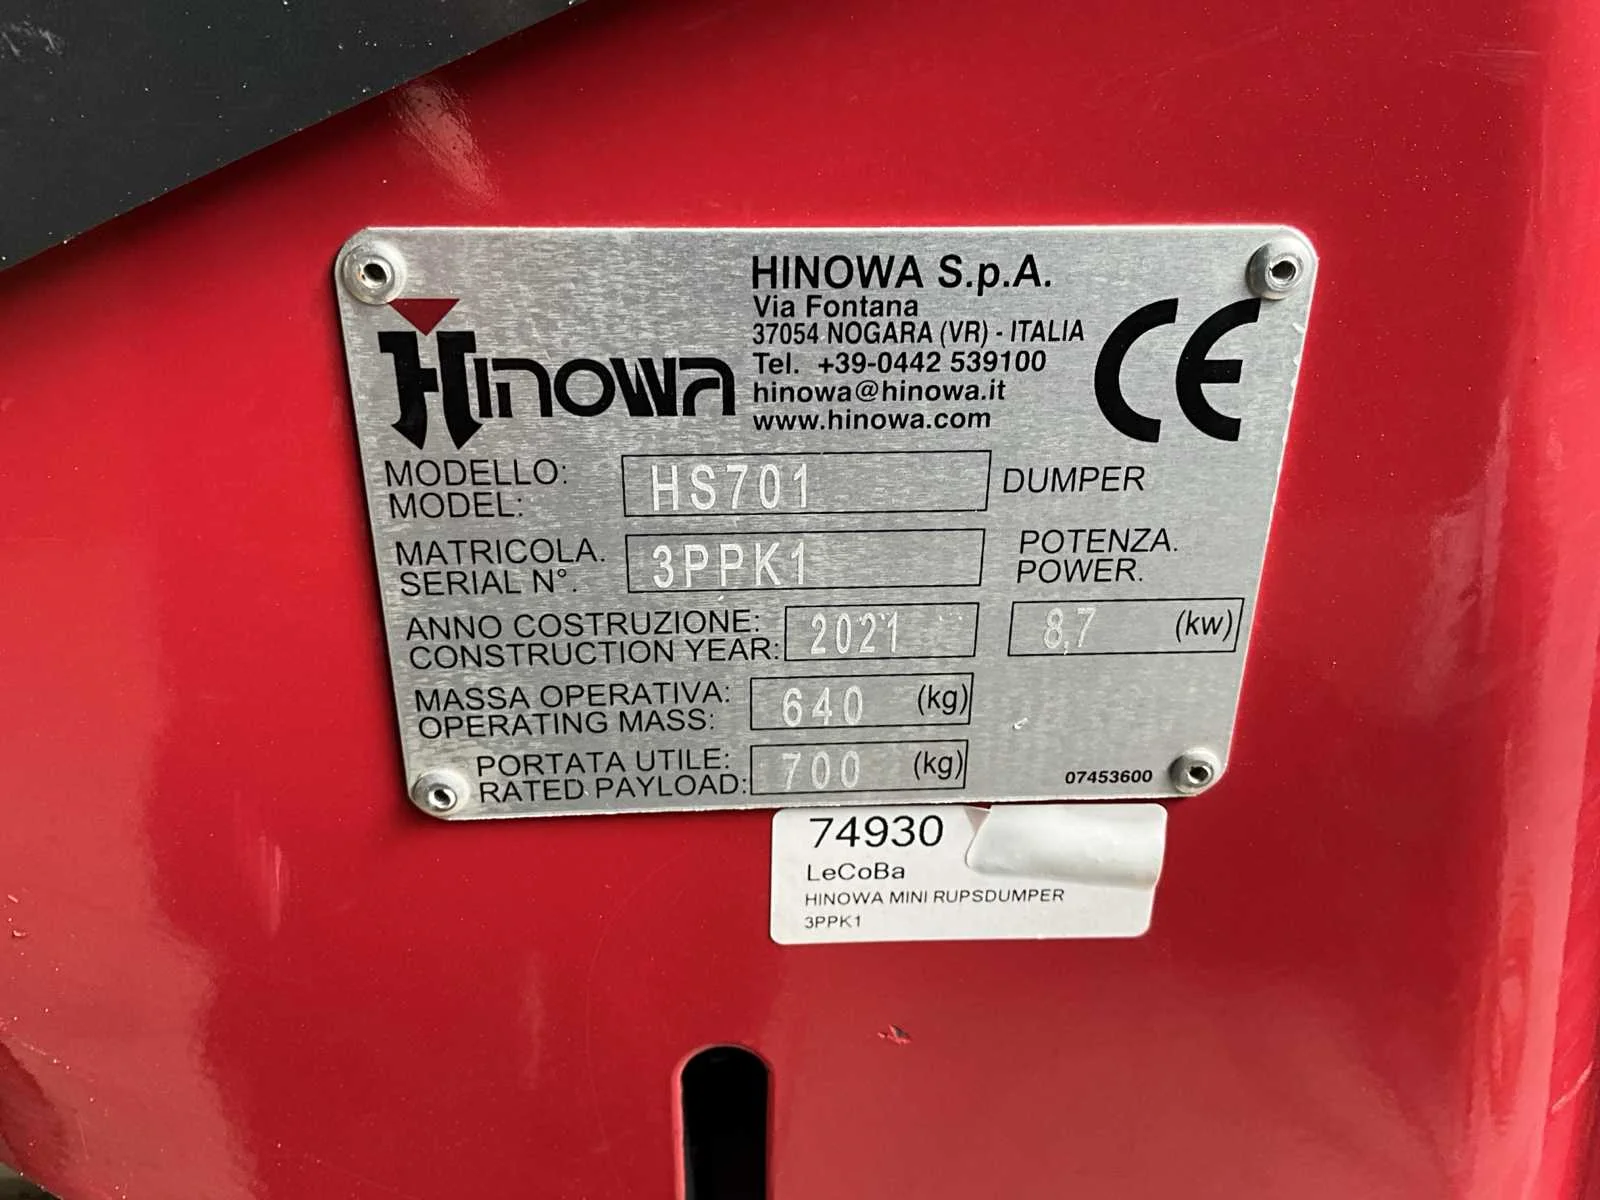 HINOWA S.p.A.
Via Fontana
37054 NOGARA (VR) - ITALIA
Tel. +39-0442 539100
hinowa@hinowa.it
www.hinowa.com
HINOWA
CE
MODELLO:
MODEL:
HS701
DUMPER
MATRICOLA.
SERIAL N°.
3PPK1
POTENZA.
POWER.
8,7 (kw)
ANNO COSTRUZIONE:
CONSTRUCTION YEAR:
2021
MASSA OPERATIVA:
OPERATING MASS:
640 (kg)
PORTATA UTILE:
RATED PAYLOAD:
700 (kg)
07453600
74930
LeCoBa
HINOWA MINI RUPSDUMPER
3PPK1